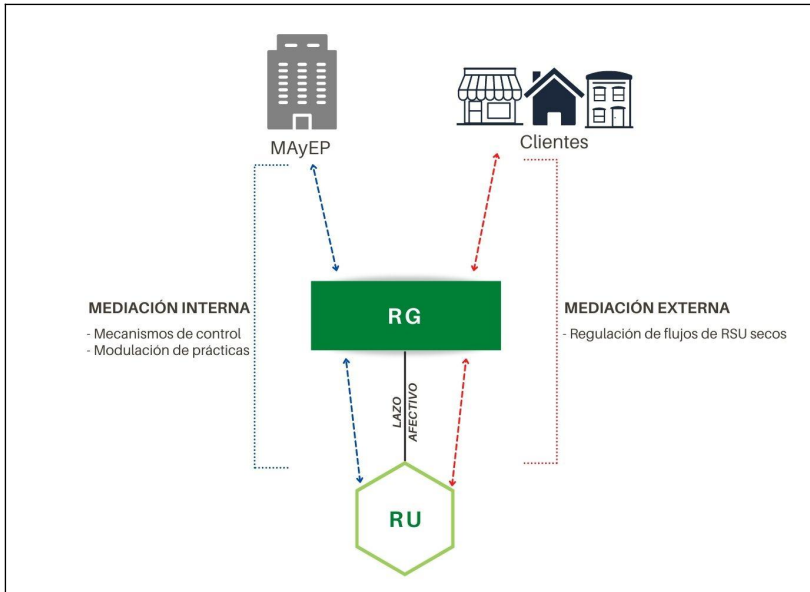 MAyEP
Clientes
MEDIACIÓN INTERNA
- Mecanismos de control
- Modulación de prácticas
RG
MEDIACIÓN EXTERNA
- Regulación de flujos de RSU secos
LAZO
AFECTIVO
RU